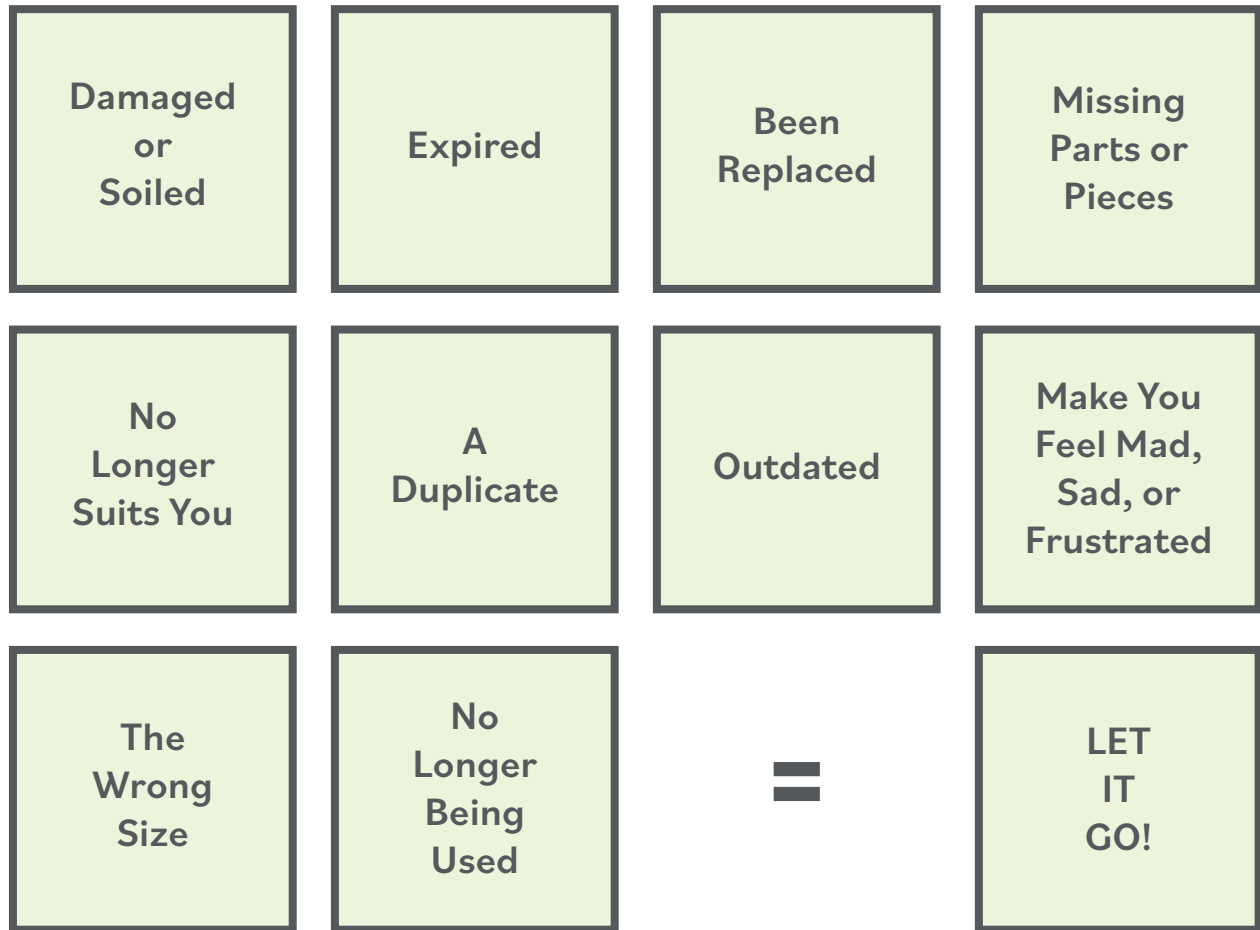 Damaged
or
Soiled
Expired
Been
Replaced
Missing
Parts or
Pieces
No
Longer
Suits You
A
Duplicate
Outdated
Make You
Feel Mad,
Sad, or
Frustrated
The
Wrong
Size
No
Longer
Being
Used
=
LET
IT
GO!